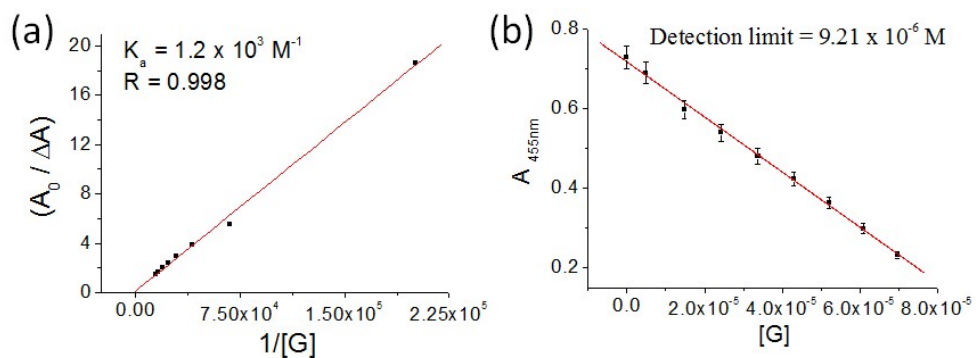 (a)
Kₐ = 1.2 x 10³ M⁻¹
R = 0.998
20
16
12
8
4
0
(A₀ / ΔA)
0.00
7.50x10⁴
1.50x10⁵
2.25x10⁵
1/[G]
(b)
Detection limit = 9.21 x 10⁻⁶ M
0.8
0.6
0.4
0.2
A 455nm
0.0
2.0x10⁻⁵
4.0x10⁻⁵
6.0x10⁻⁵
8.0x10⁻⁵
[G]